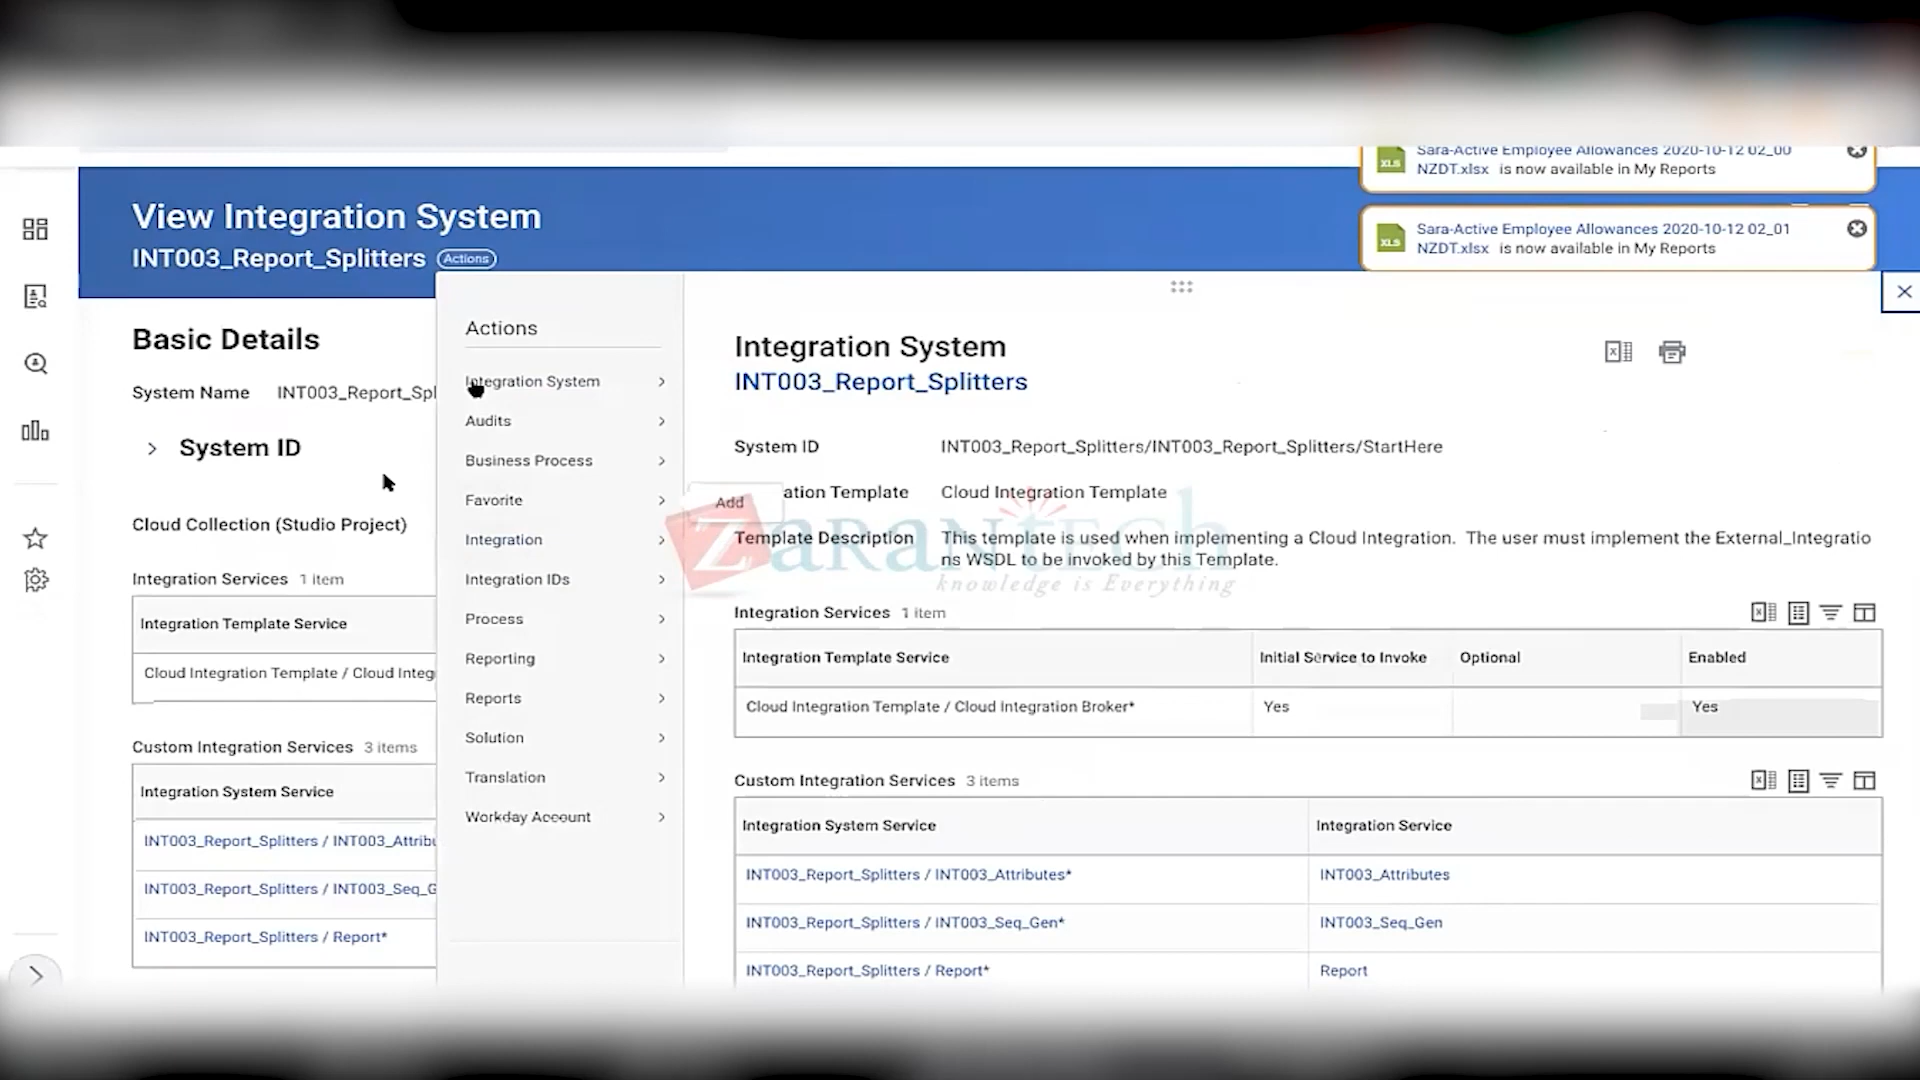 Sara-Active Employee Allowances 2020-10-12 02_00
NZDT.xlsx is now available in My Reports
XLS
Sara-Active Employee Allowances 2020-10-12 02_01
NZDT.xlsx is now available in My Reports
XLS
View Integration System
INT003_Report_Splitters Actions
Basic Details
System Name INT003_Report_Spl
System ID
Cloud Collection (Studio Project)
Integration Services 1 item
Integration Template Service
Cloud Integration Template / Cloud Integ
Custom Integration Services 3 items
Integration System Service
INT003_Report_Splitters / INT003_Attribu
INT003_Report_Splitters / INT003_Seq_G
INT003_Report_Splitters / Report*
Actions
Integration System
Audits
Business Process
Favorite
Integration
Integration IDs
Process
Reporting
Reports
Solution
Translation
Workday Account
Add
Integration System
INT003_Report_Splitters
System ID INT003_Report_Splitters/INT003_Report_Splitters/StartHere
ation Template Cloud Integration Template
Template Description This template is used when implementing a Cloud Integration. The user must implement the External_Integratio
ns WSDL to be invoked by this Template.
ZaranTech
knowledge is Everything
Integration Services 1 item
Integration Template Service Initial Service to Invoke Optional Enabled
Cloud Integration Template / Cloud Integration Broker* Yes Yes
Custom Integration Services 3 items
Integration System Service Integration Service
INT003_Report_Splitters / INT003_Attributes* INT003_Attributes
INT003_Report_Splitters / INT003_Seq_Gen* INT003_Seq_Gen
INT003_Report_Splitters / Report* Report